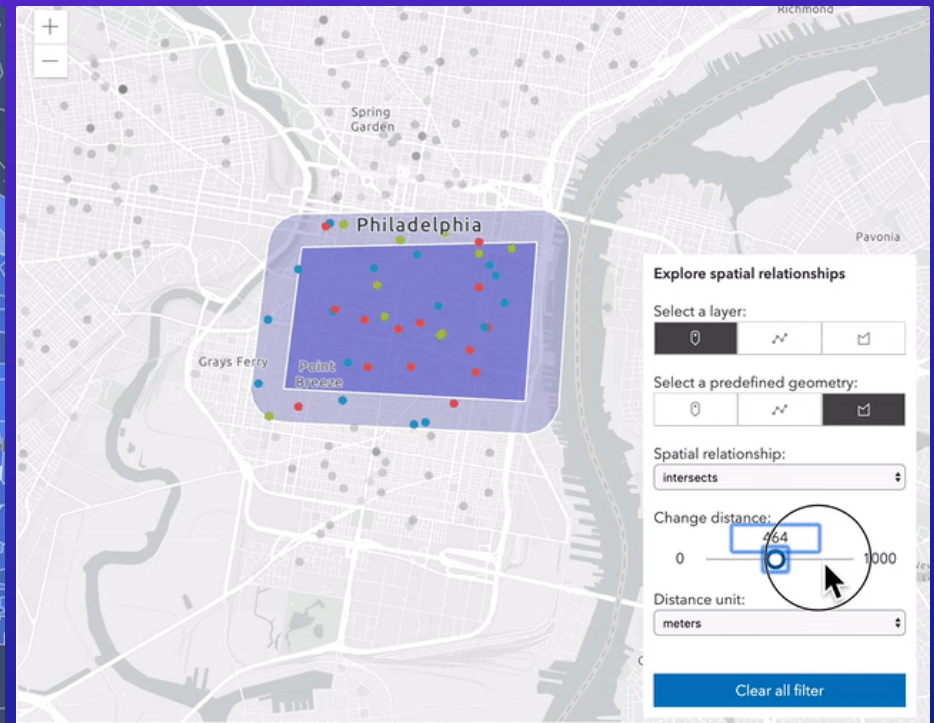 Richmond
+
−
Spring
Garden
Philadelphia
Pavonia
Grays Ferry
Point
Breeze
Explore spatial relationships
Select a layer:
Select a predefined geometry:
Spatial relationship:
intersects
Change distance:
464
0
1000
Distance unit:
meters
Clear all filter